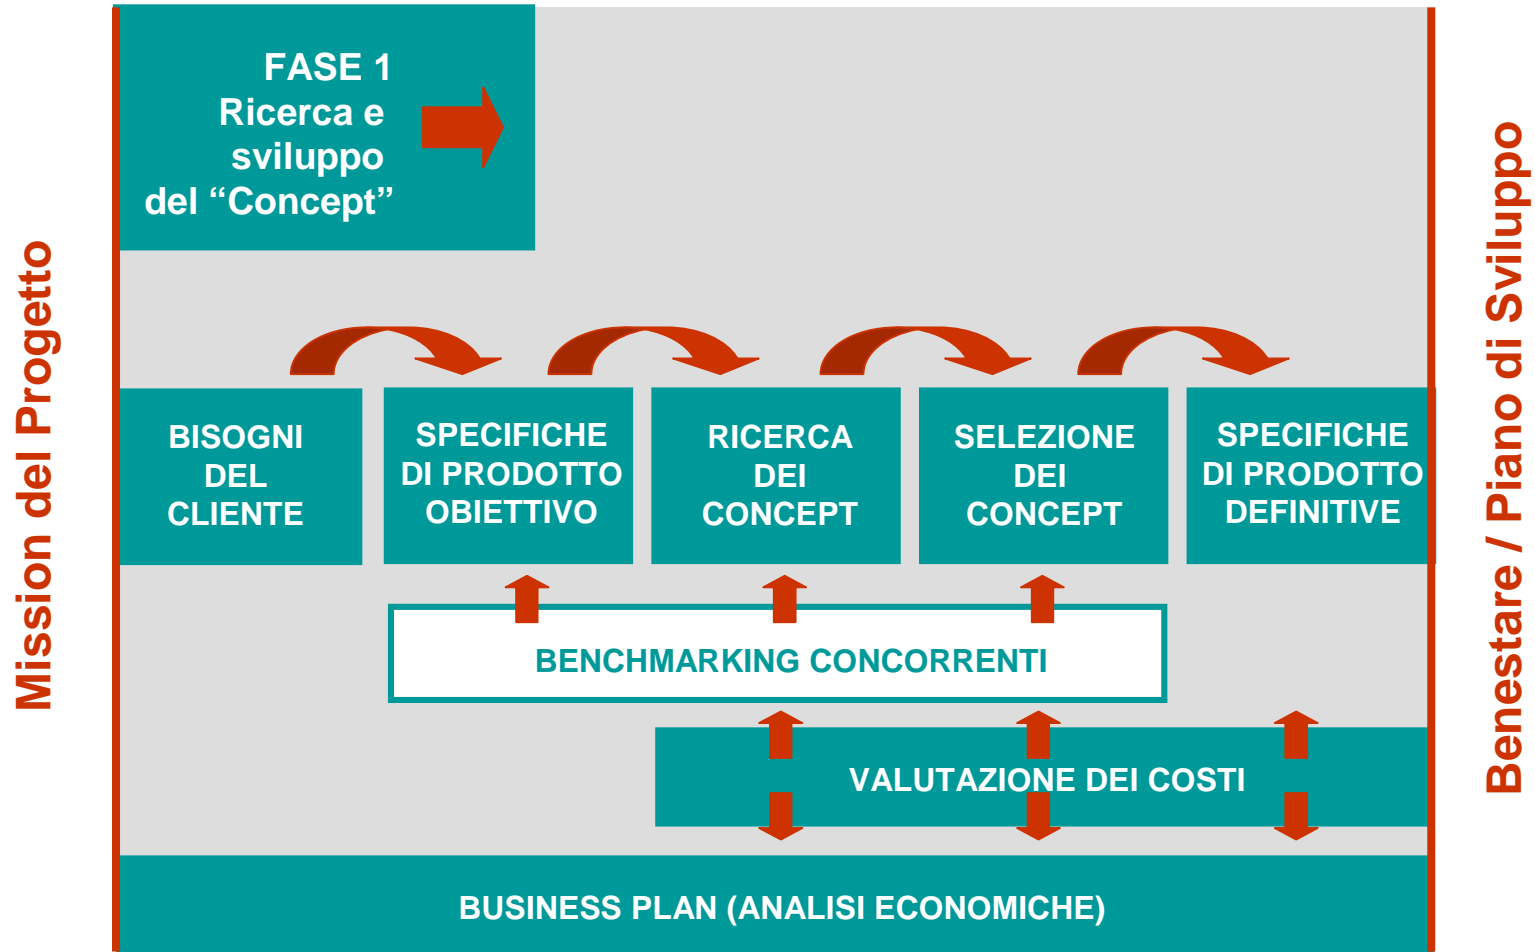 FASE 1
Ricerca e
sviluppo
del “Concept”
Mission del Progetto
Benestare / Piano di Sviluppo
BISOGNI
DEL
CLIENTE
SPECIFICHE
DI PRODOTTO
OBIETTIVO
RICERCA
DEI
CONCEPT
SELEZIONE
DEI
CONCEPT
SPECIFICHE
DI PRODOTTO
DEFINITIVE
BENCHMARKING CONCORRENTI
VALUTAZIONE DEI COSTI
BUSINESS PLAN (ANALISI ECONOMICHE)